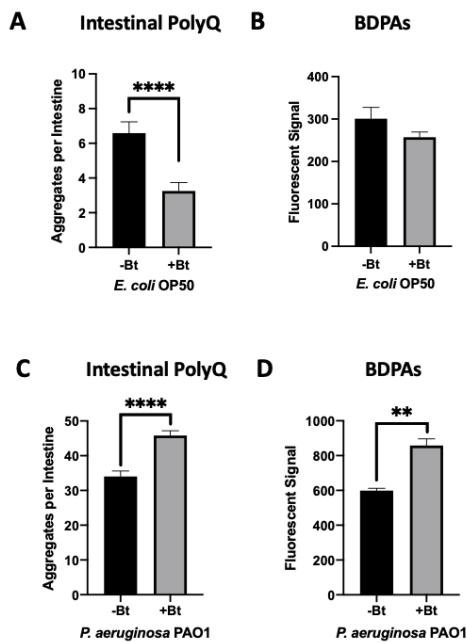 A Intestinal PolyQ
Aggregates per Intestine
10
8
6
4
2
0
****
-Bt +Bt
E. coli OP50
B BDPAs
Fluorescent Signal
400
300
200
100
0
-Bt +Bt
E. coli OP50
C Intestinal PolyQ
Aggregates per Intestine
50
40
30
20
10
0
****
-Bt +Bt
P. aeruginosa PAO1
D BDPAs
Fluorescent Signal
1000
800
600
400
200
0
**
-Bt +Bt
P. aeruginosa PAO1